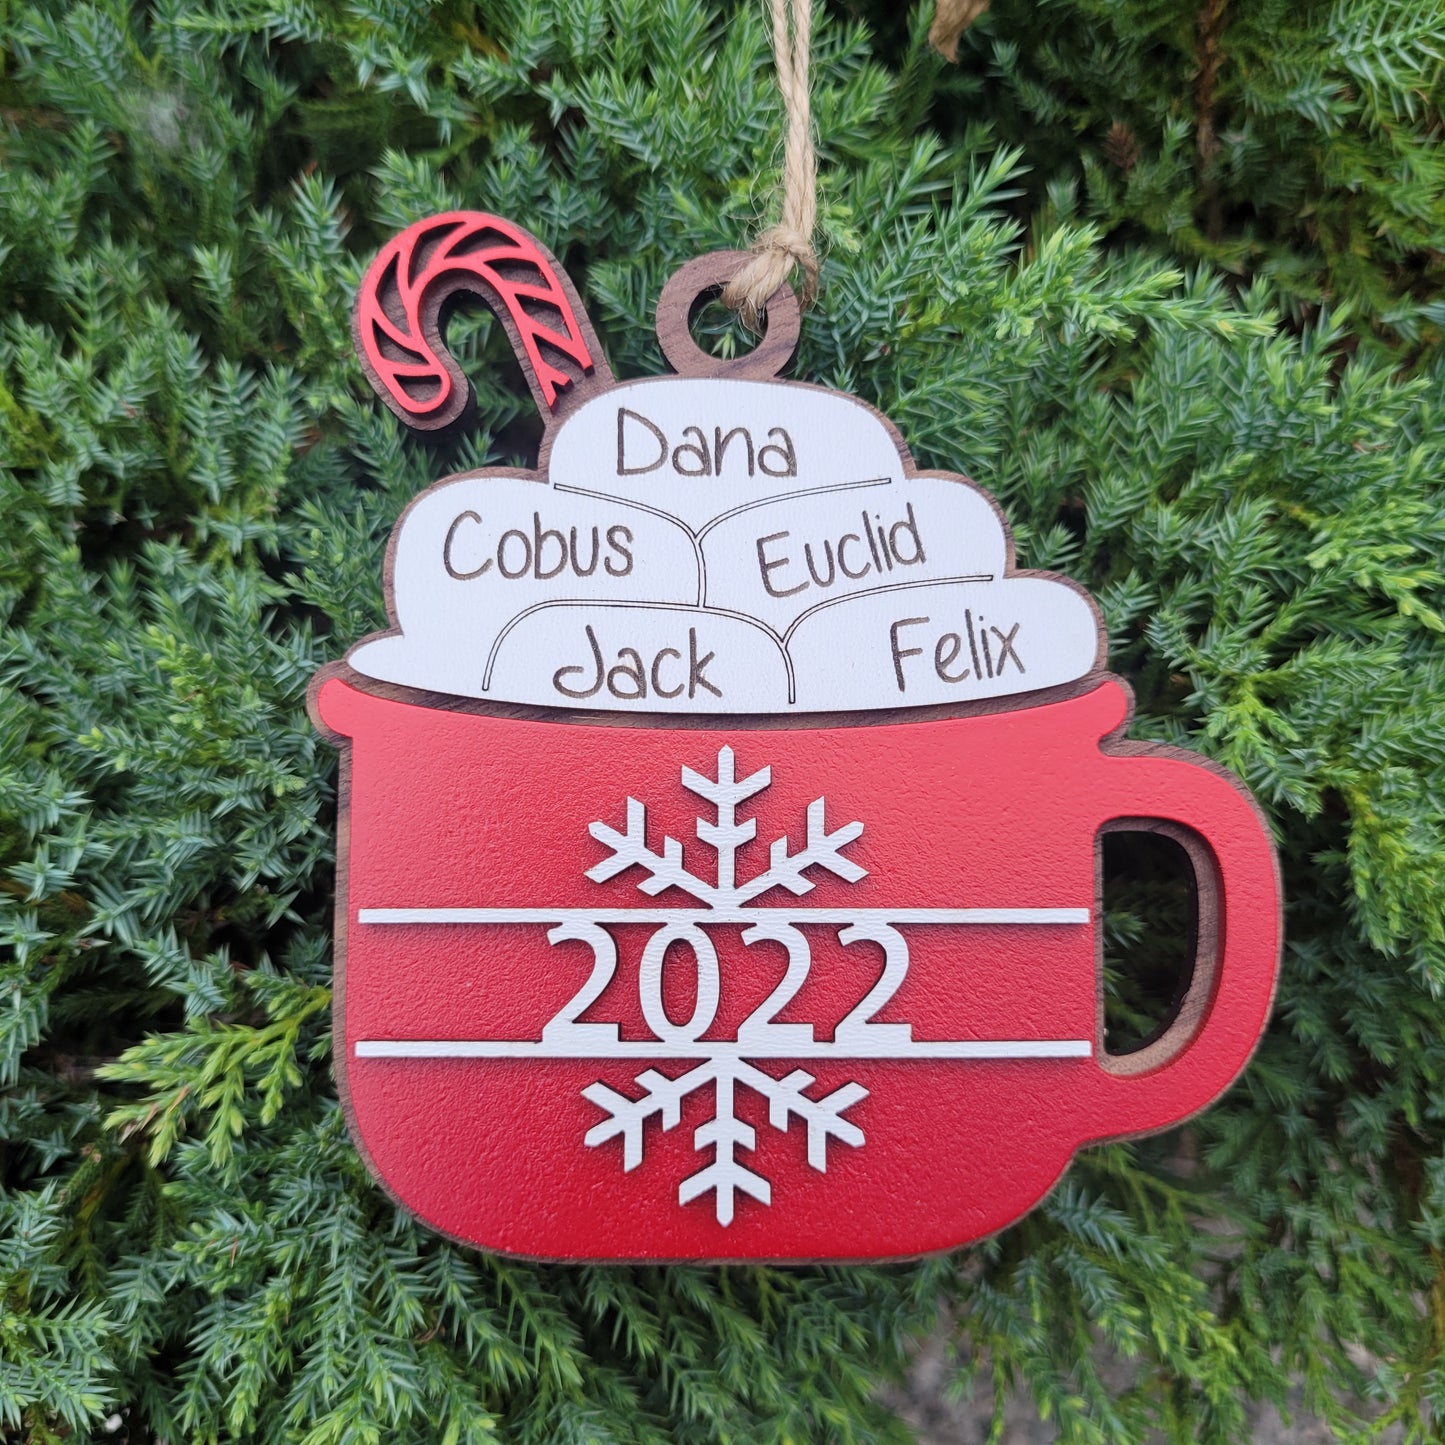 Dana
Cobus Euclid
Jack Felix
2022